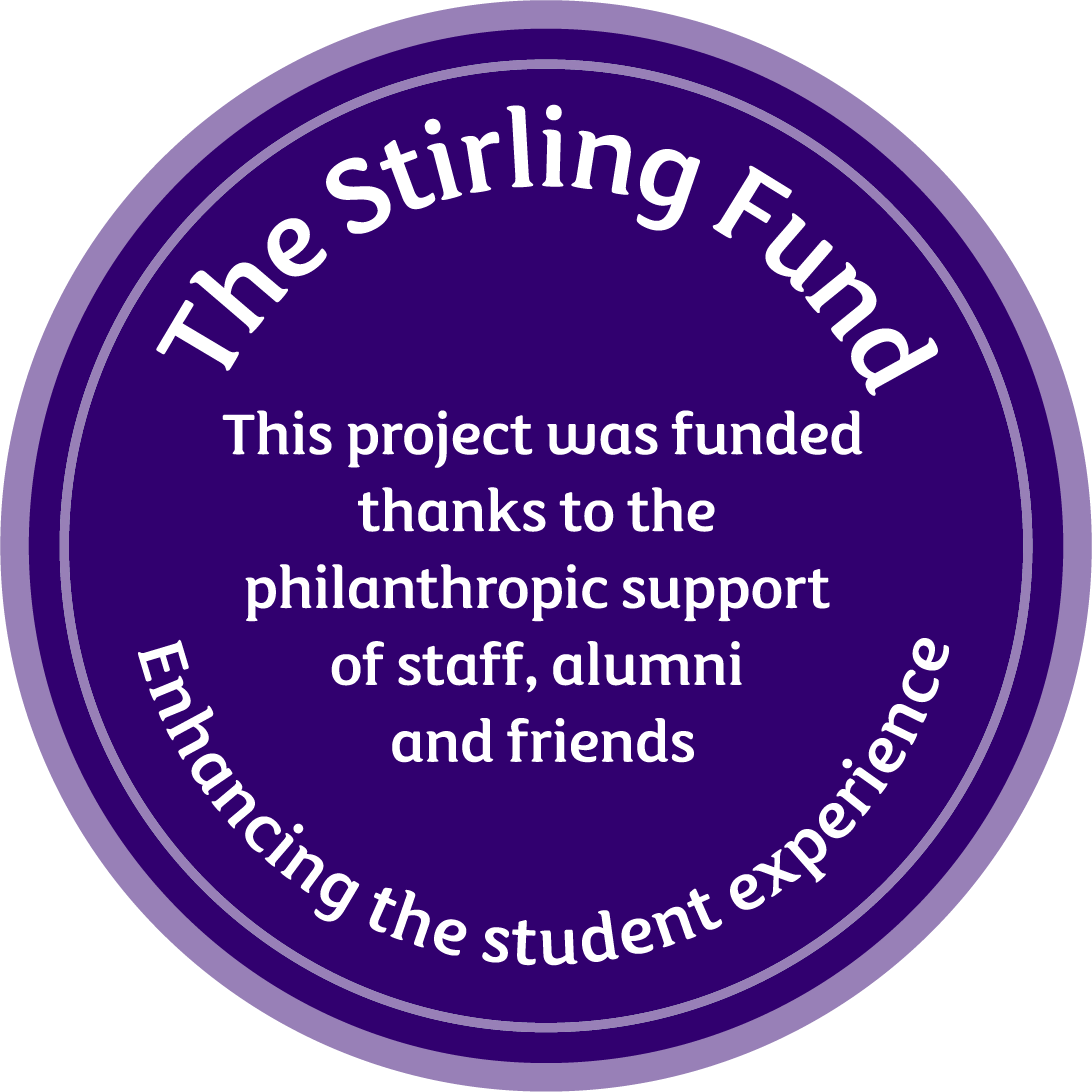 The Stirling Fund
This project was funded
thanks to the
philanthropic support
of staff, alumni
and friends
Enhancing the student experience